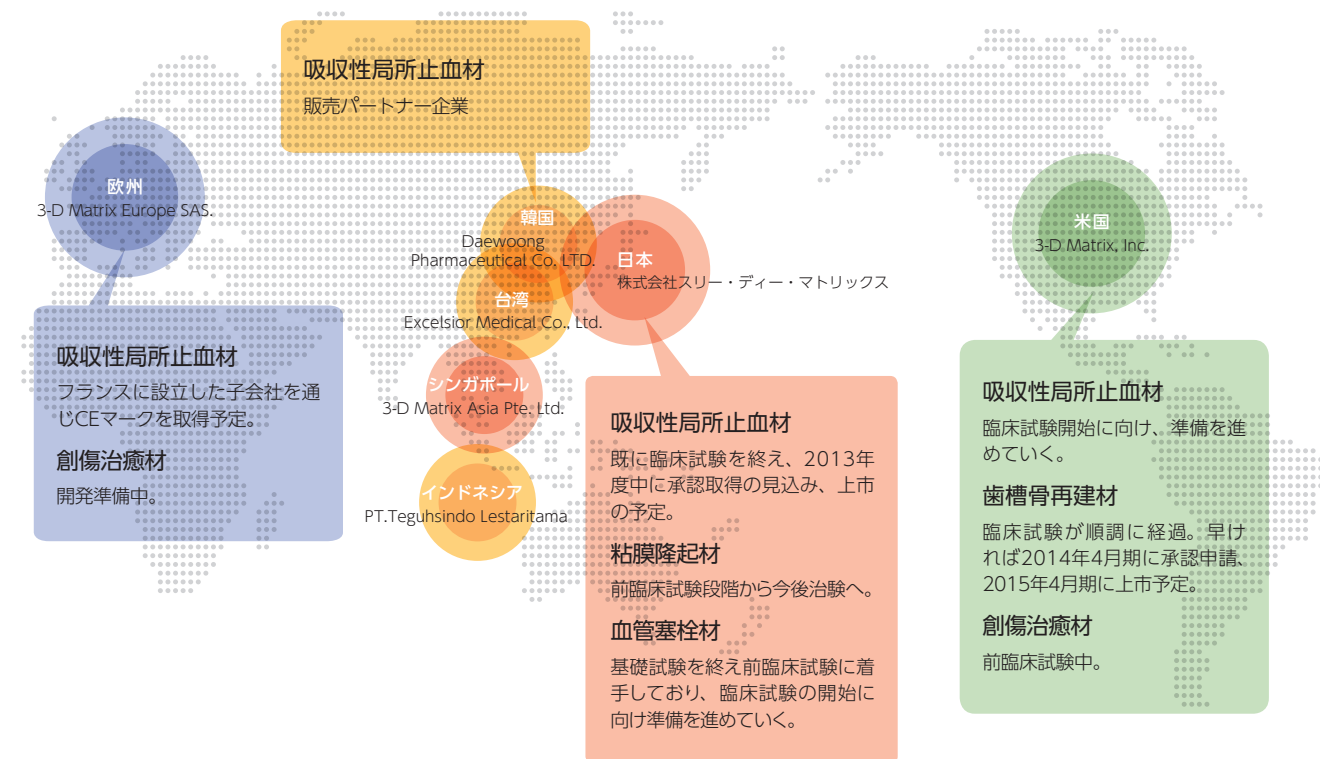 吸収性局所止血材
販売パートナー企業
欧州
3-D Matrix Europe SAS.
韓国
Daewoong
Pharmaceutical Co. LTD.
日本
株式会社スリー・ディー・マトリックス
台湾
Excelsior Medical Co., Ltd.
シンガポール
3-D Matrix Asia Pte. Ltd.
インドネシア
PT.Teguhsindo Lestaritama
米国
3-D Matrix, Inc.
吸収性局所止血材
フランスに設立した子会社を通
じCEマークを取得予定。
創傷治癒材
開発準備中。
吸収性局所止血材
既に臨床試験を終え、2013年
度中に承認取得の見込み、上市
の予定。
粘膜隆起材
前臨床試験段階から今後治験へ。
血管塞栓材
基礎試験を終え前臨床試験に着
手しており、臨床試験の開始に
向け準備を進めていく。
吸収性局所止血材
臨床試験開始に向け、準備を進
めていく。
歯槽骨再建材
臨床試験が順調に経過。早け
れば2014年4月期に承認申請、
2015年4月期に上市予定。
創傷治癒材
前臨床試験中。